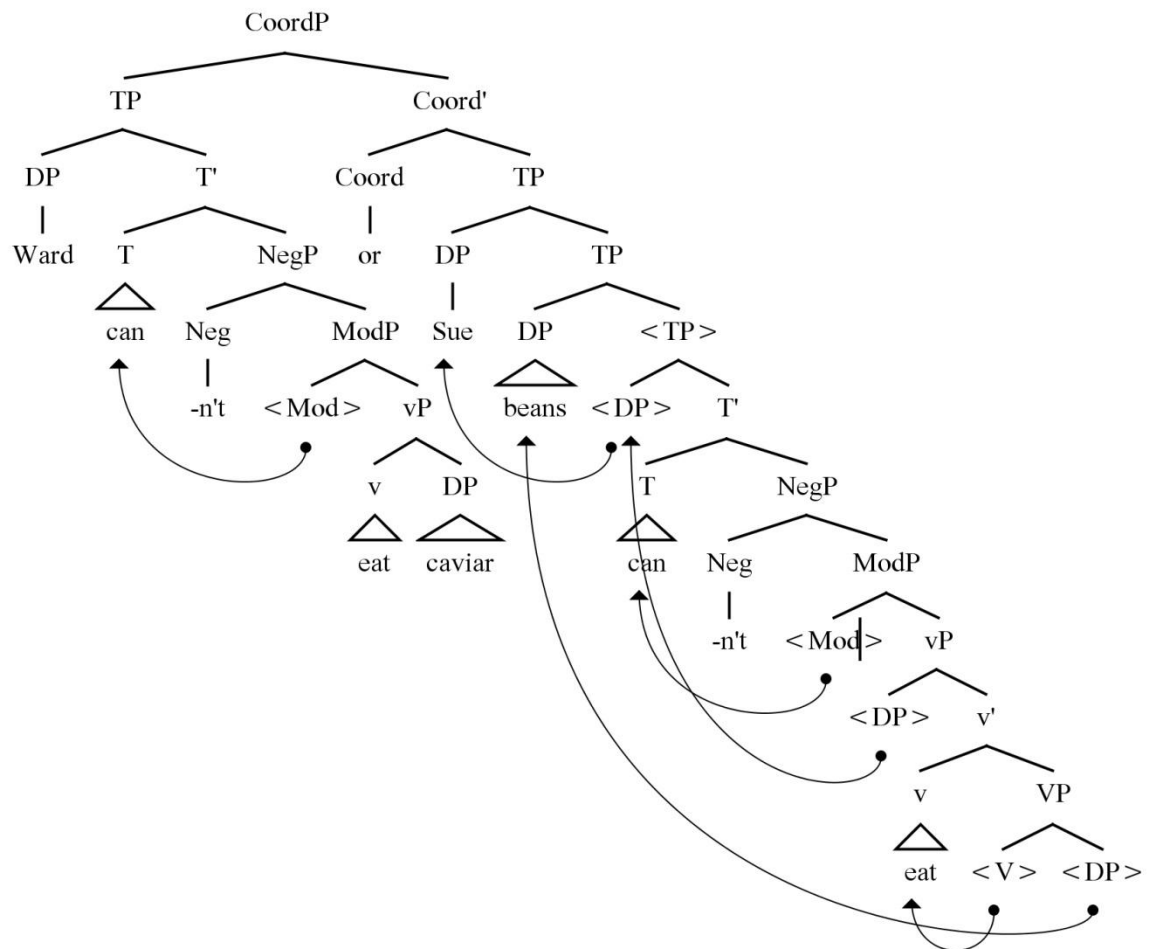 CoordP
TP Coord'
DP T' Coord TP
Ward T NegP or DP TP
can Neg ModP Sue DP <TP>
-n't <Mod> vP beans <DP> T'
v DP T NegP
eat caviar can Neg ModP
-n't <Mod> vP
<DP> v'
v VP
eat <V> <DP>